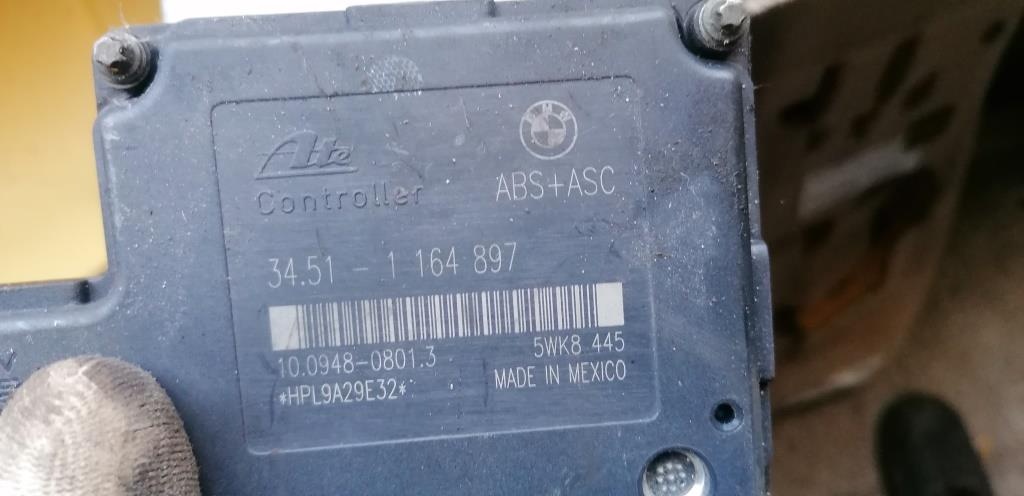 Ate
Controller
BMW
ABS+ASC
34.51 - 1 164 897
10.0948-0801.3
5WK8 445
*HPL9A29E32*
MADE IN MEXICO